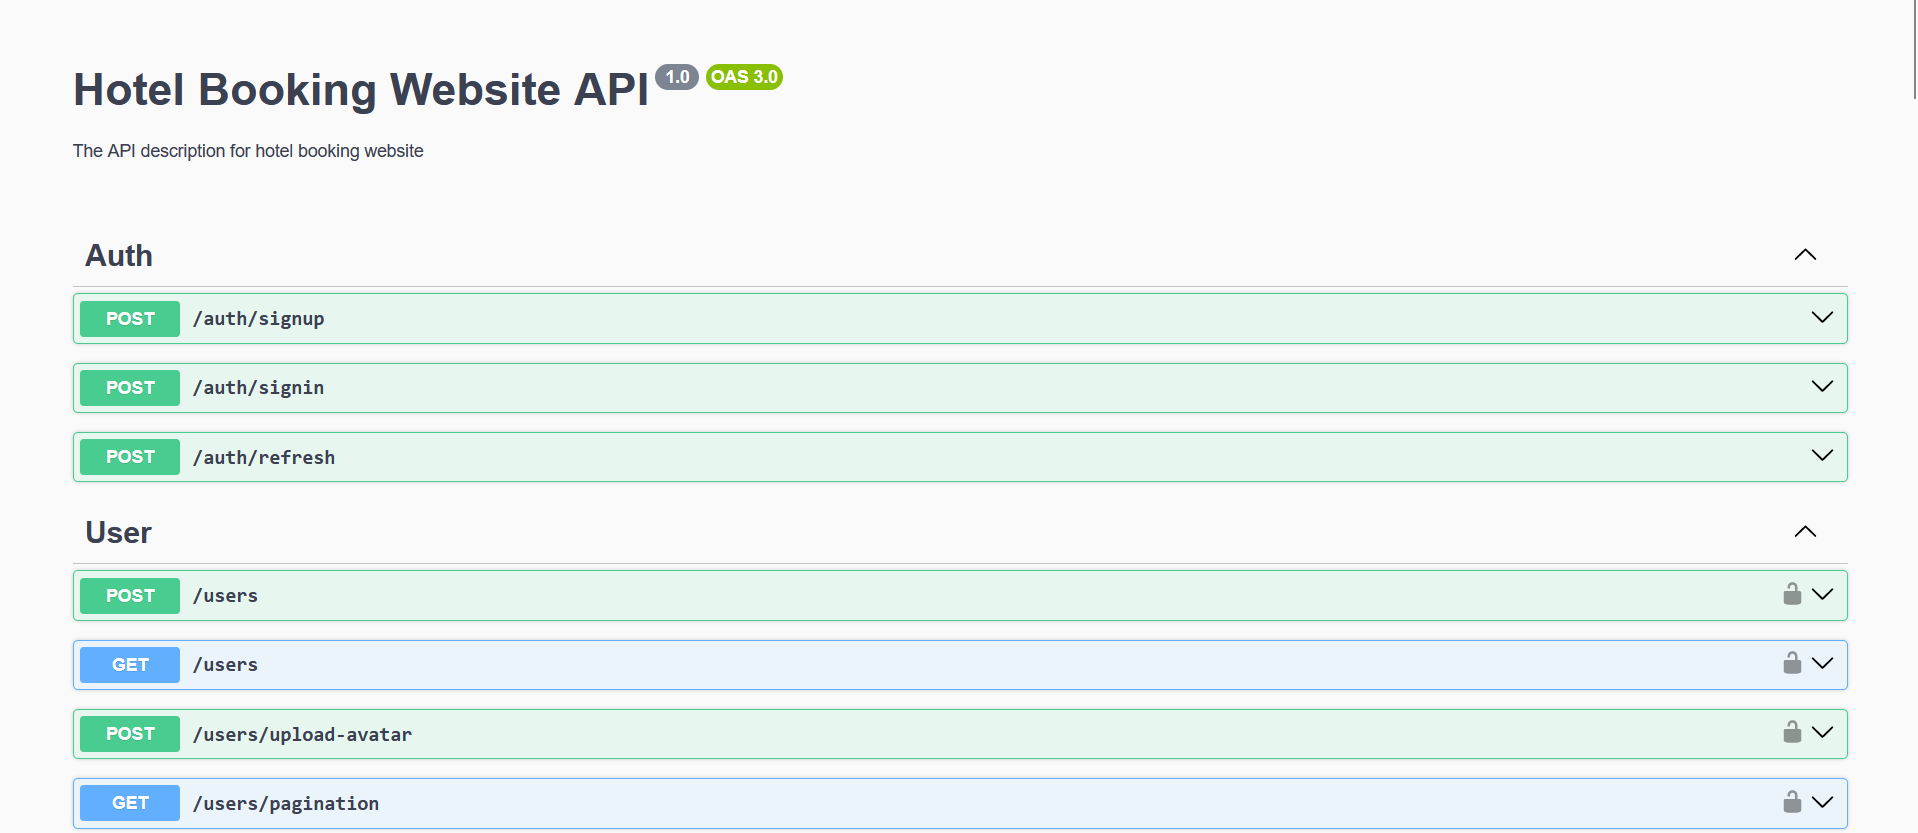 Hotel Booking Website API 1.0 OAS 3.0
The API description for hotel booking website
Auth
POST /auth/signup
POST /auth/signin
POST /auth/refresh
User
POST /users
GET /users
POST /users/upload-avatar
GET /users/pagination